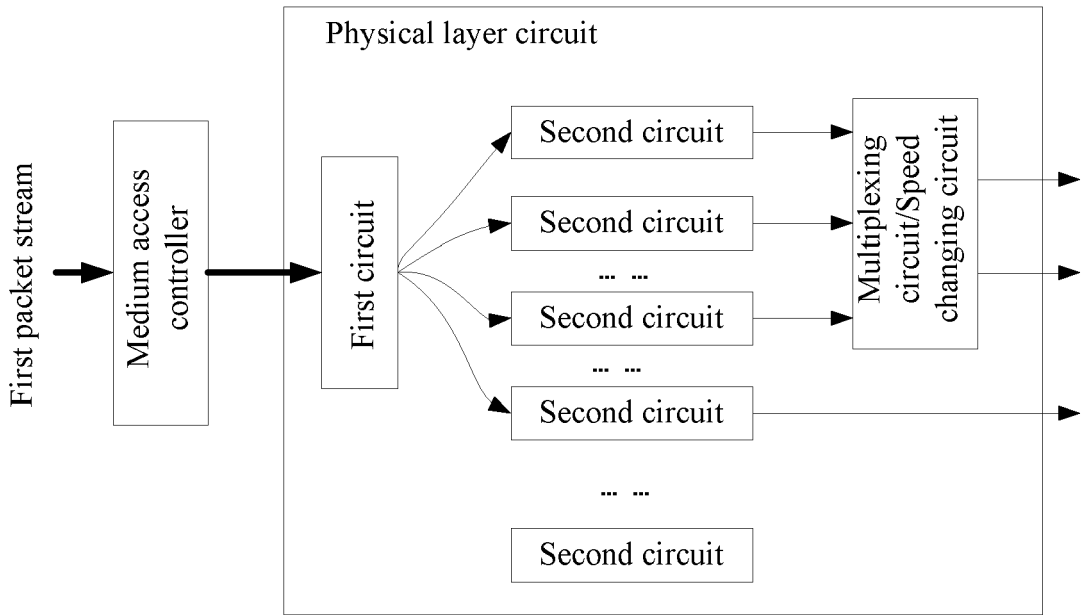 Physical layer circuit
First packet stream
Medium access
controller
First circuit
Second circuit
Second circuit
... ...
Second circuit
... ...
Second circuit
... ...
Second circuit
Multiplexing
circuit/Speed
changing circuit